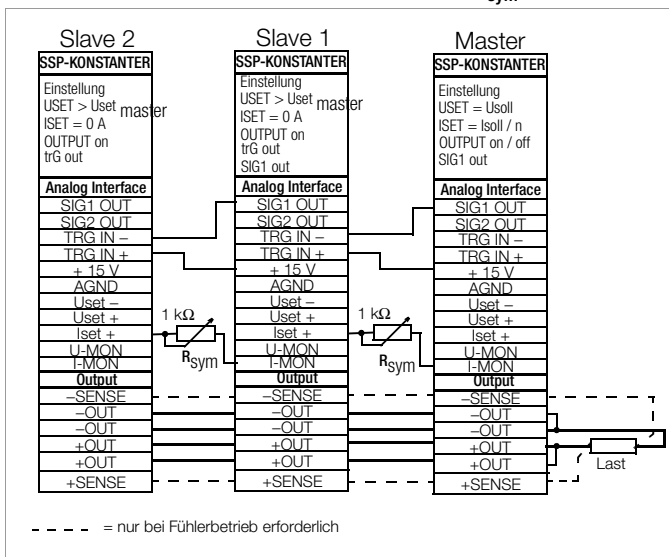 sym
Slave 2
SSP-KONSTANTER
Einstellung
USET > Uset master
ISET = 0 A
OUTPUT on
trG out
Analog Interface
SIG1 OUT
SIG2 OUT
TRG IN –
TRG IN +
+ 15 V
AGND
Uset –
Uset +
Iset +
U-MON
I-MON
Output
–SENSE
–OUT
–OUT
+OUT
+OUT
+SENSE
1 kΩ
Rsym
Slave 1
SSP-KONSTANTER
Einstellung
USET > Uset master
ISET = 0 A
OUTPUT on
trG out
SIG1 out
Analog Interface
SIG1 OUT
SIG2 OUT
TRG IN –
TRG IN +
+ 15 V
AGND
Uset –
Uset +
Iset +
U-MON
I-MON
Output
–SENSE
–OUT
–OUT
+OUT
+OUT
+SENSE
1 kΩ
Rsym
Master
SSP-KONSTANTER
Einstellung
USET = Usoll
ISET = Isoll / n
OUTPUT on / off
SIG1 out
Analog Interface
SIG1 OUT
SIG2 OUT
TRG IN –
TRG IN +
+ 15 V
AGND
Uset –
Uset +
Iset +
U-MON
I-MON
Output
–SENSE
–OUT
–OUT
+OUT
+OUT
+SENSE
Last
= nur bei Fühlerbetrieb erforderlich